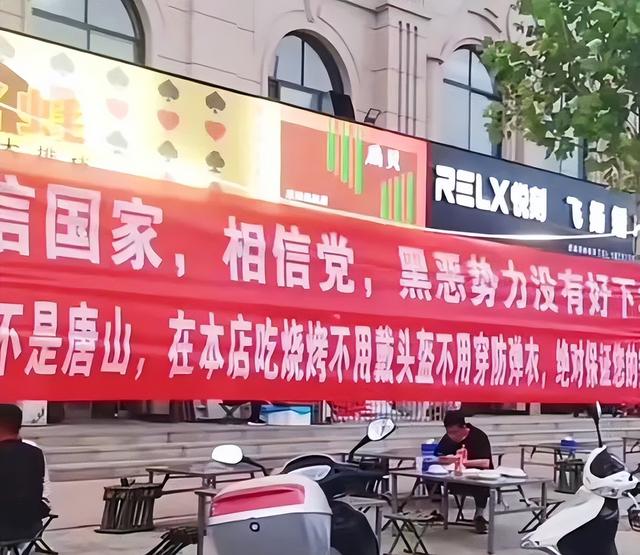 大排
RELX悦刻
信国家，相信党，黑恶势力没有好下
不是唐山，在本店吃烧烤不用戴头盔不用穿防弹衣，绝对保证您的